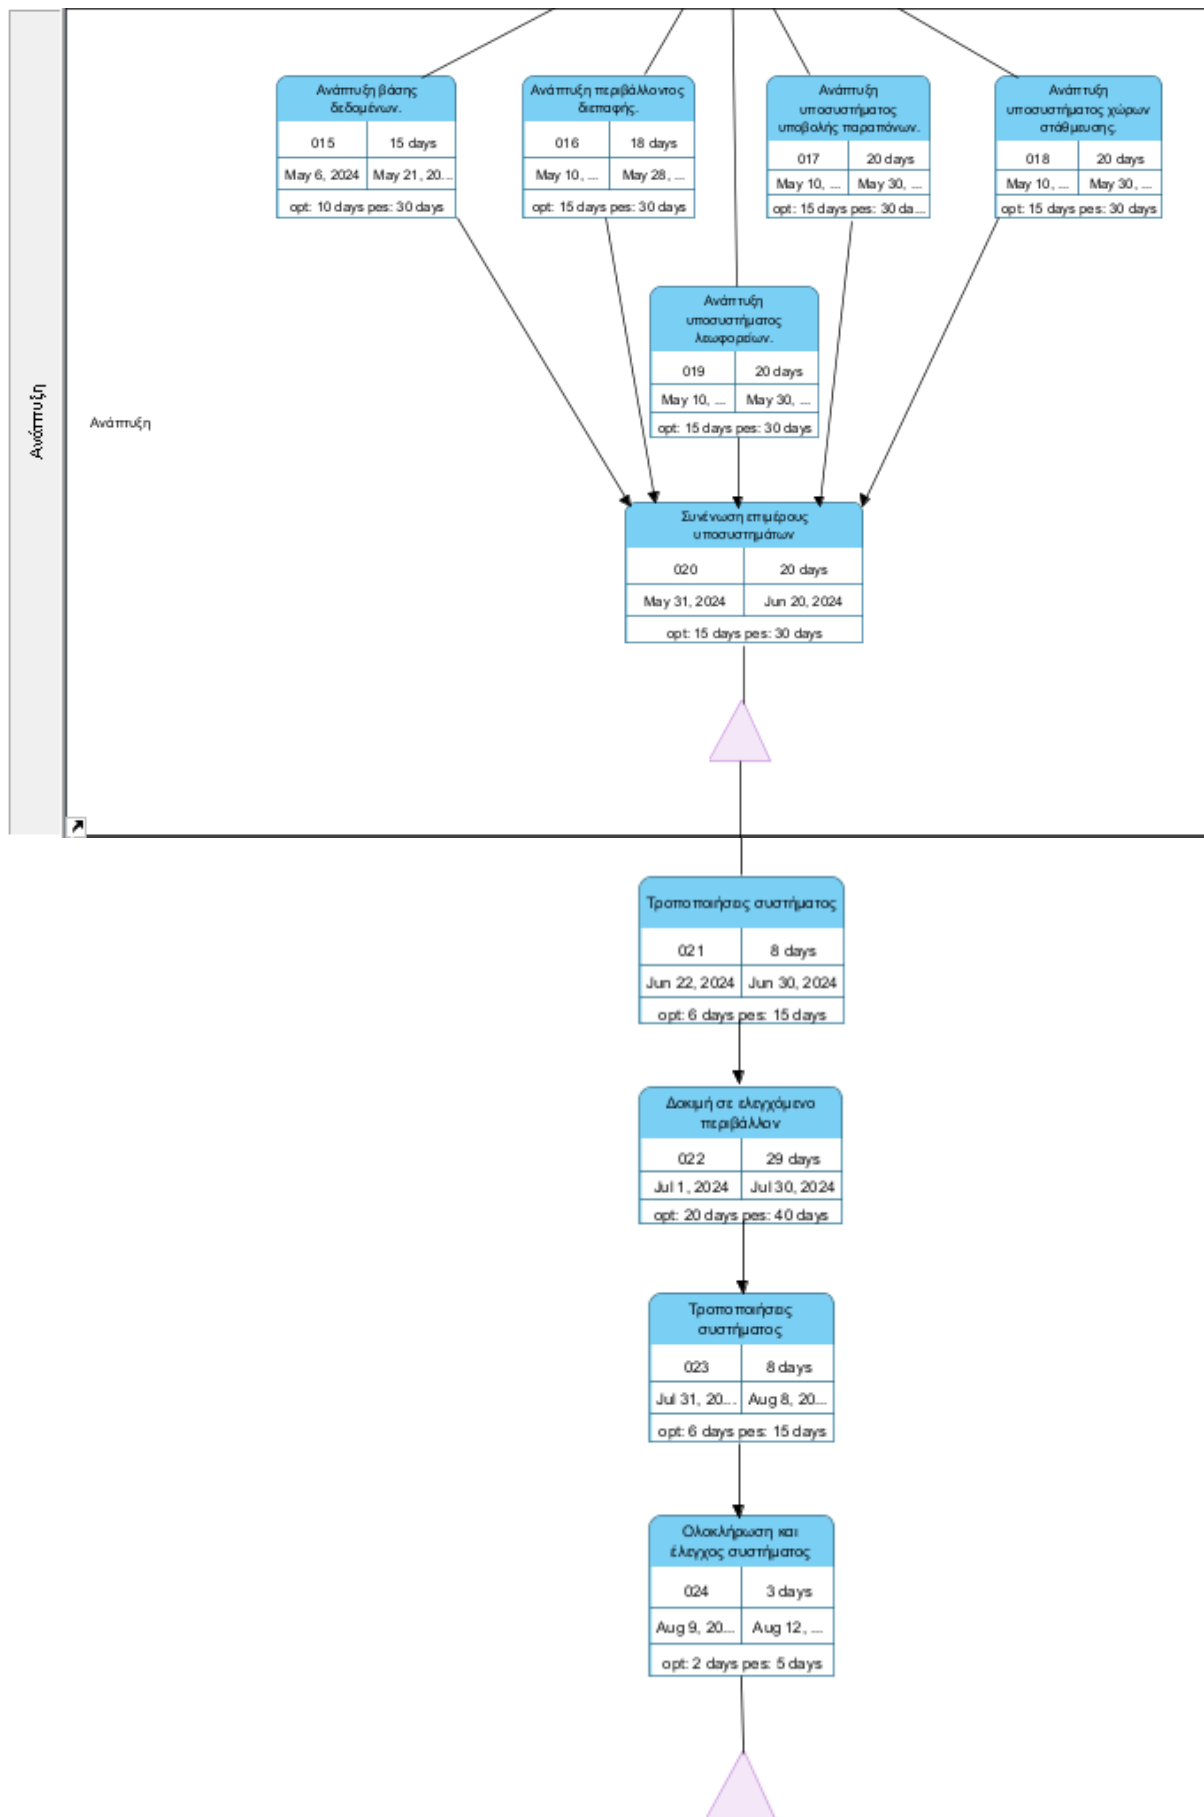 Ανάπτυξη
Ανάπτυξη
Ανάπτυξη βάσης
δεδομένων.
015 15 days
May 6, 2024 May 21, 20...
opt: 10 days pes: 30 days
Ανάπτυξη περιβάλλοντος
διεπαφής.
016 18 days
May 10, ... May 28, ...
opt: 15 days pes: 30 days
Ανάπτυξη
υποσυστήματος
υποβολής παραπόνων.
017 20 days
May 10, ... May 30, ...
opt: 15 days pes: 30 da...
Ανάπτυξη
υποσυστήματος χώρων
στάθμευσης.
018 20 days
May 10, ... May 30, ...
opt: 15 days pes: 30 days
Ανάπτυξη
υποσυστήματος
λεωφορείων.
019 20 days
May 10, ... May 30, ...
opt: 15 days pes: 30 days
Συνένωση επιμέρους
υποσυστημάτων
020 20 days
May 31, 2024 Jun 20, 2024
opt: 15 days pes: 30 days
Τροποποιήσεις συστήματος
021 8 days
Jun 22, 2024 Jun 30, 2024
opt: 6 days pes: 15 days
Δοκιμή σε ελεγχόμενο
περιβάλλον
022 29 days
Jul 1, 2024 Jul 30, 2024
opt: 20 days pes: 40 days
Τροποποιήσεις
συστήματος
023 8 days
Jul 31, 20... Aug 8, 20...
opt: 6 days pes: 15 days
Ολοκλήρωση και
έλεγχος συστήματος
024 3 days
Aug 9, 20... Aug 12, ...
opt: 2 days pes: 5 days